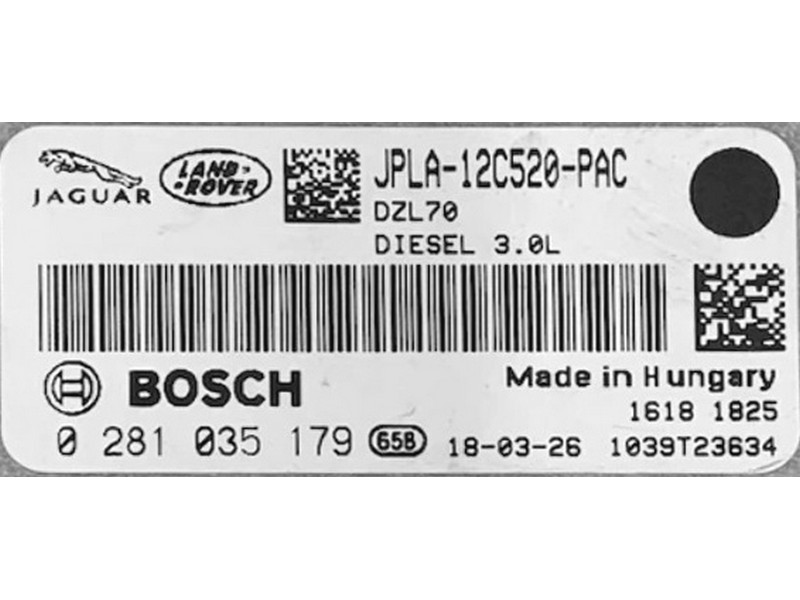 JAGUAR
LAND ROVER
JPLA-12C520-PAC
DZL70
DIESEL 3.0L
BOSCH
Made in Hungary
1618 1825
0 281 035 179 65B 18-03-26 1039T23634